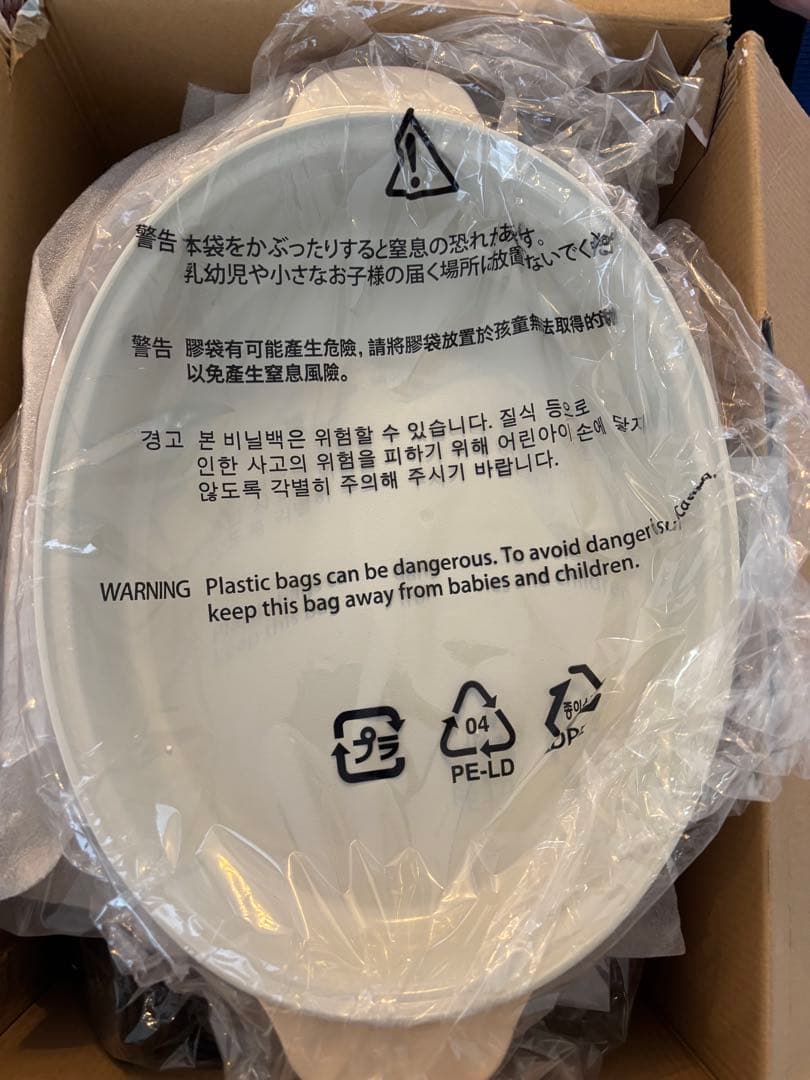 警告 本袋をかぶったりすると窒息の恐れがあります。
乳幼児や小さなお子様の届く場所に放置しないでください
警告 膠袋有可能產生危險，請將膠袋放置於孩童無法取得的
以免產生窒息風險。
경고 본 비닐백은 위험할 수 있습니다. 질식 등으로
인한 사고의 위험을 피하기 위해 어린아이 손에 닿지
않도록 각별히 주의해 주시기 바랍니다.
WARNING Plastic bags can be dangerous. To avoid danger
keep this bag away from babies and children.
プラ
04
PE-LD